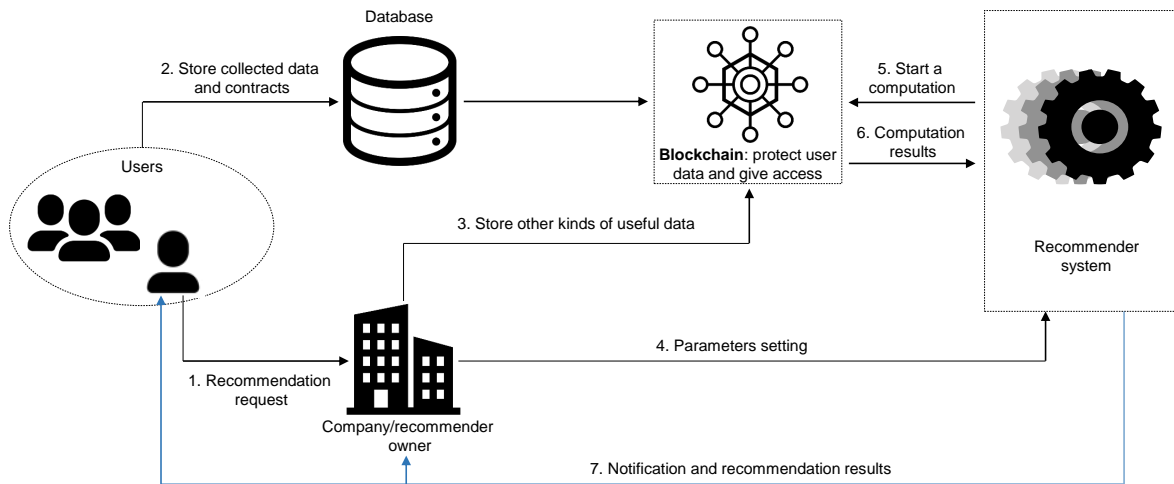 Database
2. Store collected data
and contracts
5. Start a
computation
6. Computation
results
Blockchain: protect user
data and give access
Users
3. Store other kinds of useful data
Recommender
system
4. Parameters setting
1. Recommendation
request
Company/recommender
owner
7. Notification and recommendation results